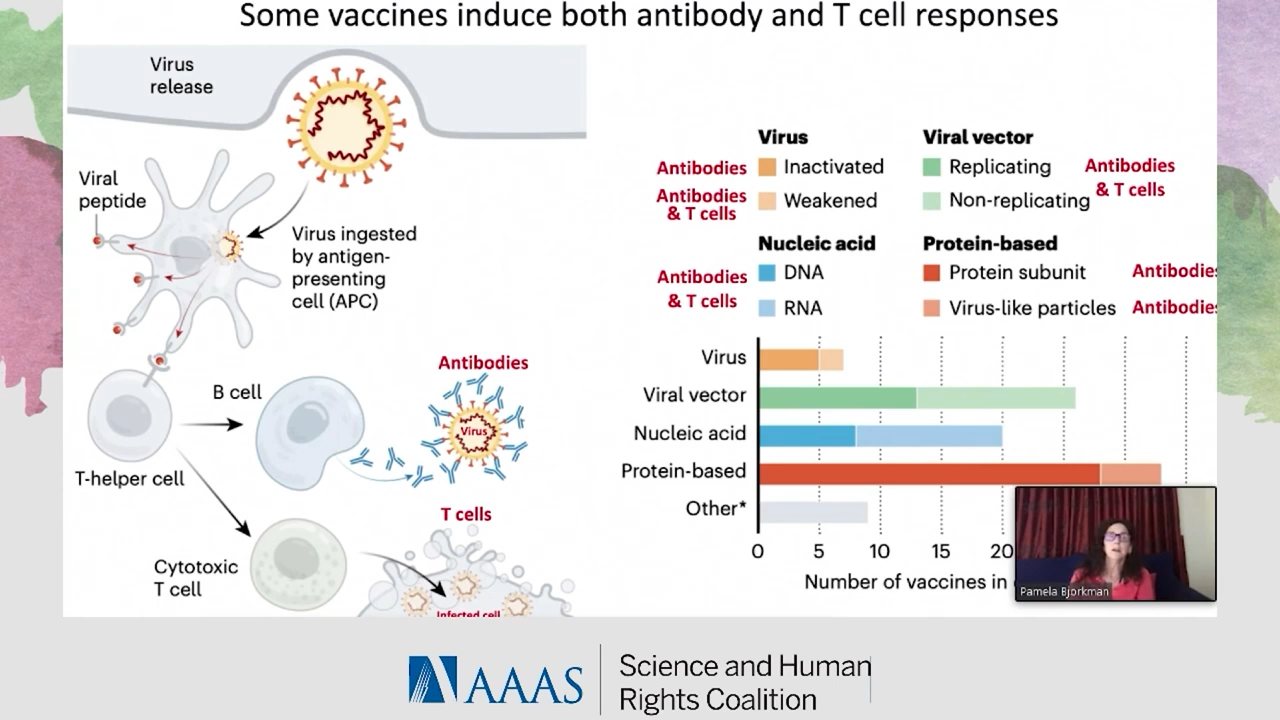 Some vaccines induce both antibody and T cell responses
Virus
release
Viral
peptide
Virus ingested
by antigen-
presenting
cell (APC)
Antibodies
B cell
Virus
T-helper cell
T cells
Cytotoxic
T cell
Infected cell
Virus
Viral vector
Antibodies
Inactivated
Replicating
Antibodies
& T cells
Antibodies
& T cells
Weakened
Non-replicating
Nucleic acid
Protein-based
Antibodies
& T cells
DNA
RNA
Protein subunit
Antibodies
Virus-like particles
Antibodies
Virus
Viral vector
Nucleic acid
Protein-based
Other*
0 5 10 15 20
Number of vaccines in
Pamela Bjorkman
AAAS
Science and Human
Rights Coalition